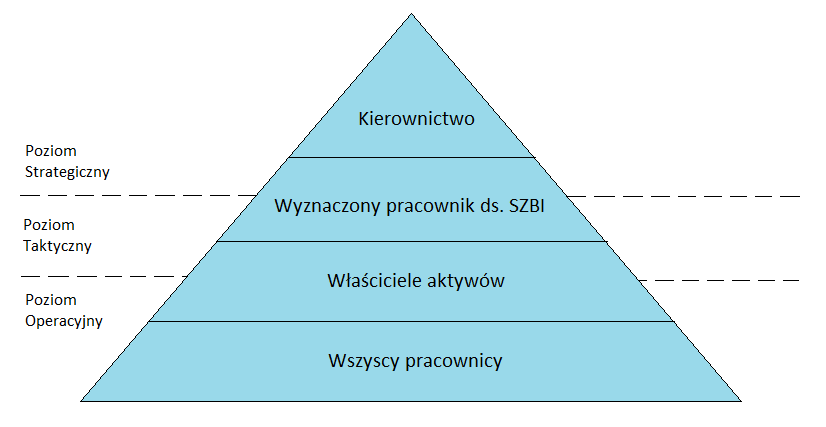 Kierownictwo
Poziom
Strategiczny
Wyznaczony pracownik ds. SZBI
Poziom
Taktyczny
Właściciele aktywów
Poziom
Operacyjny
Wszyscy pracownicy